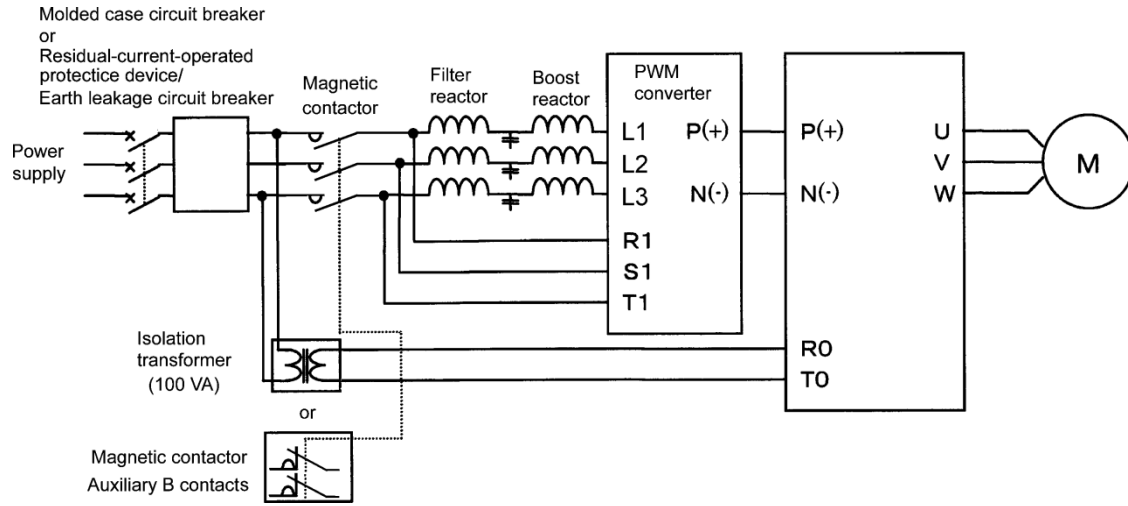 Molded case circuit breaker
or
Residual-current-operated
protectice device/
Earth leakage circuit breaker
Magnetic
contactor
Filter
reactor
Boost
reactor
PWM
converter
Power
supply
L1
L2
L3
R1
S1
T1
P(+)
N(-)
P(+)
N(-)
R0
T0
U
V
W
M
Isolation
transformer
(100 VA)
or
Magnetic contactor
Auxiliary B contacts